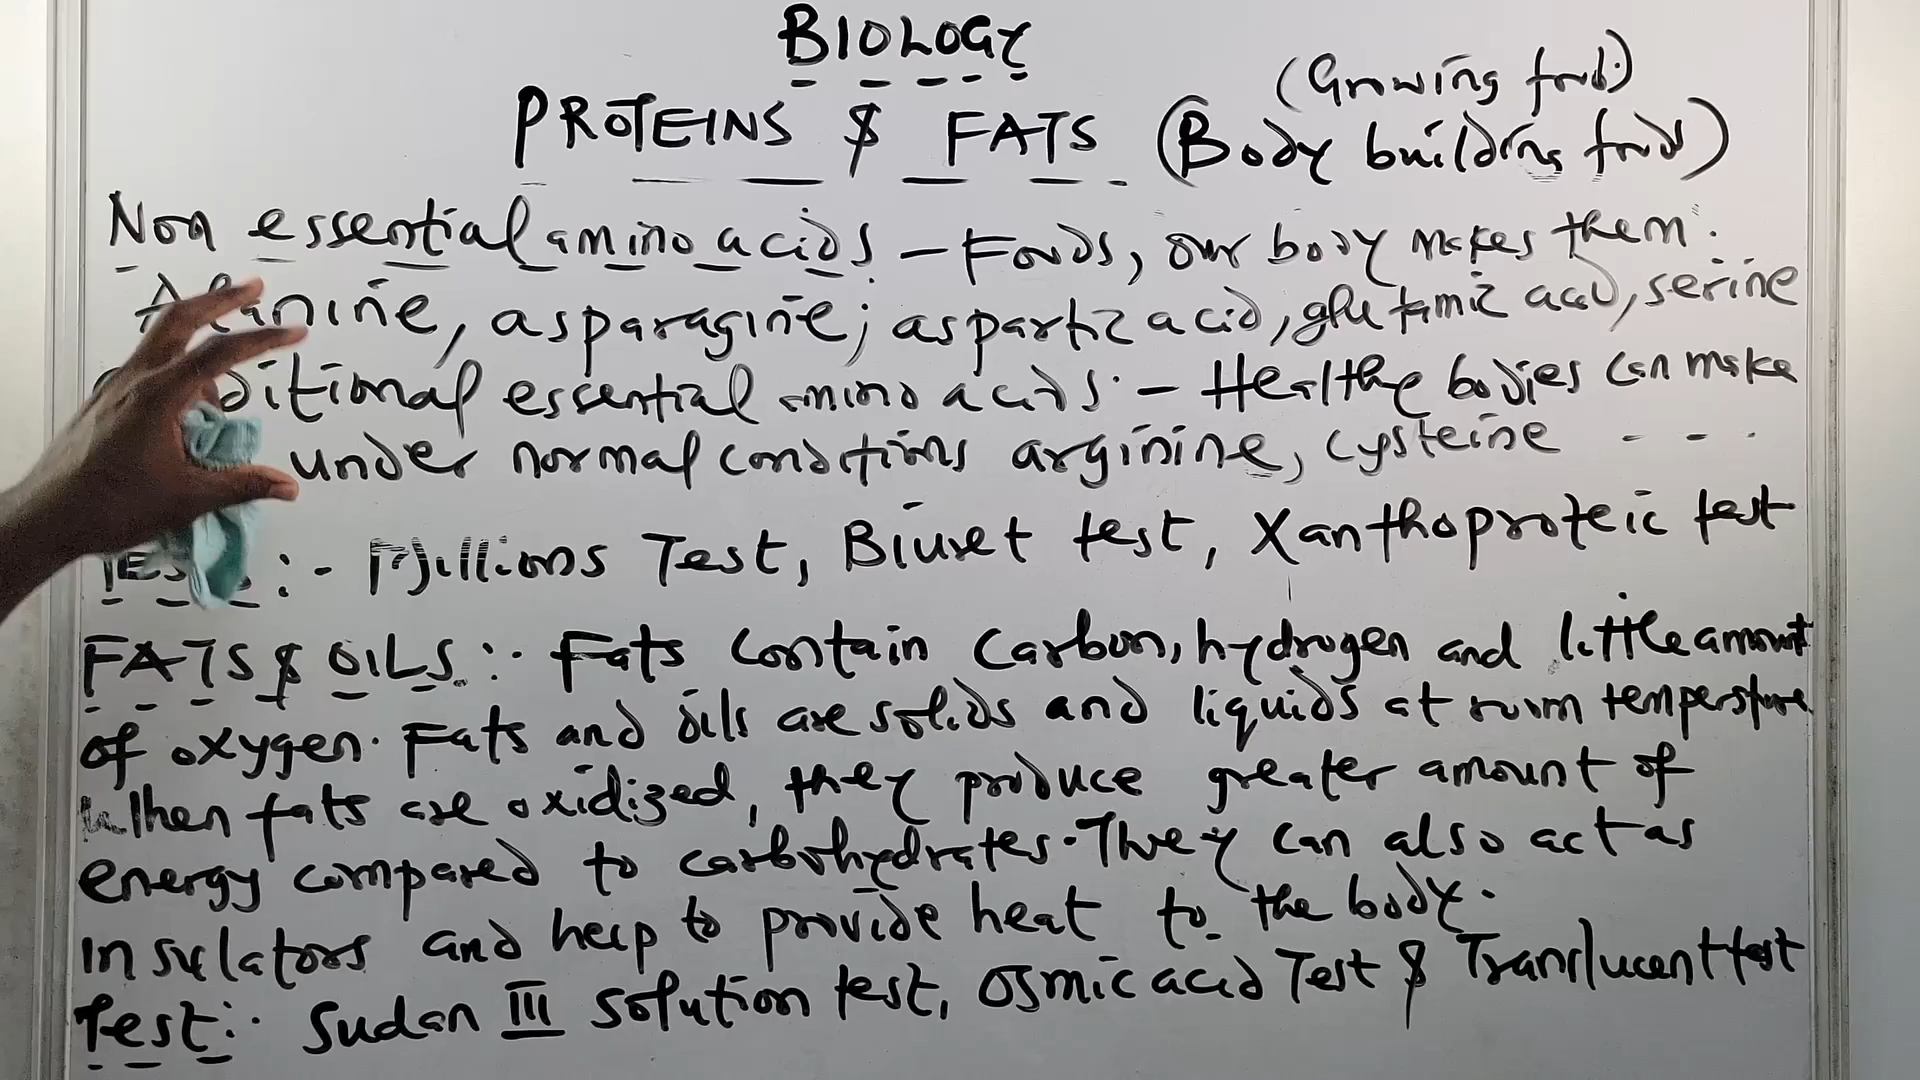 BIOLOGY
(Growing food)
PROTEINS & FATS (Body building food)
Non essential amino acids - Foods, our body makes them.
Alanine, asparagine; aspartic acid, glutamic acid, serine
ditional essential amino acids. - Healthy bodies can make
under normal conditions arginine, cysteine - - -
:- Millions Test, Biuret test, Xanthoproteic test
FATS & OILS :- Fats contain Carbon, hydrogen and little amount
of oxygen. Fats and oils are solids and liquids at room temperature
When fats are oxidized, they produce greater amount of
energy compared to carbohydrates. They can also act as
insulators and help to provide heat to the body.
Test:- Sudan III solution test, Osmic acid Test & Translucent test